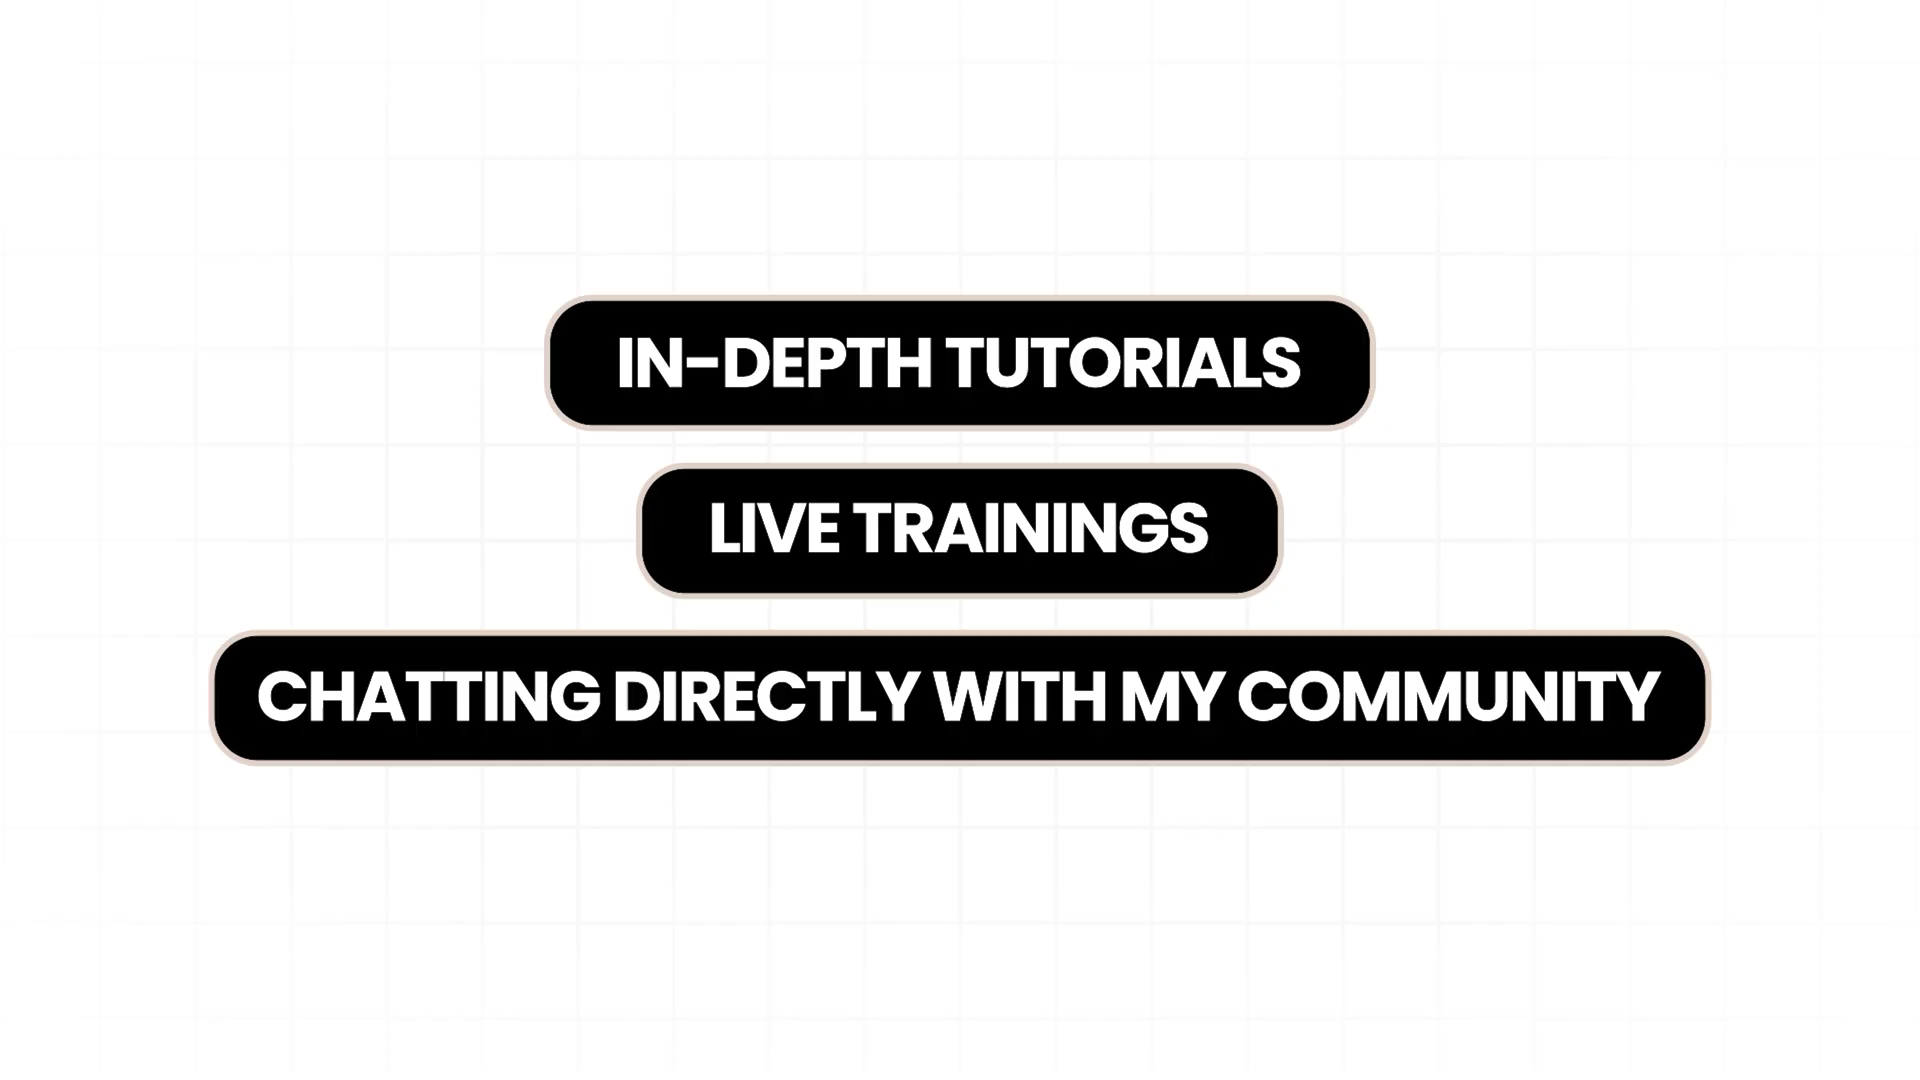 IN-DEPTH TUTORIALS
LIVE TRAININGS
CHATTING DIRECTLY WITH MY COMMUNITY